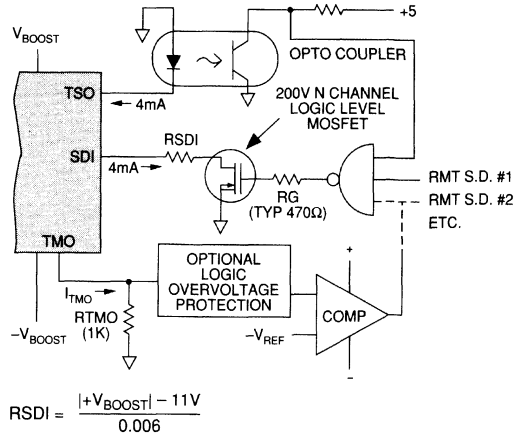 V_BOOST
+5
OPTO COUPLER
TSO
4mA
200V N CHANNEL
LOGIC LEVEL
MOSFET
RSDI
SDI
4mA
RG
(TYP 470Ω)
RMT S.D. #1
RMT S.D. #2
ETC.
TMO
I_TMO
RTMO
(1K)
OPTIONAL
LOGIC
OVERVOLTAGE
PROTECTION
+
COMP
–V_REF
–
–V_BOOST
RSDI = |+V_BOOST| – 11V
0.006